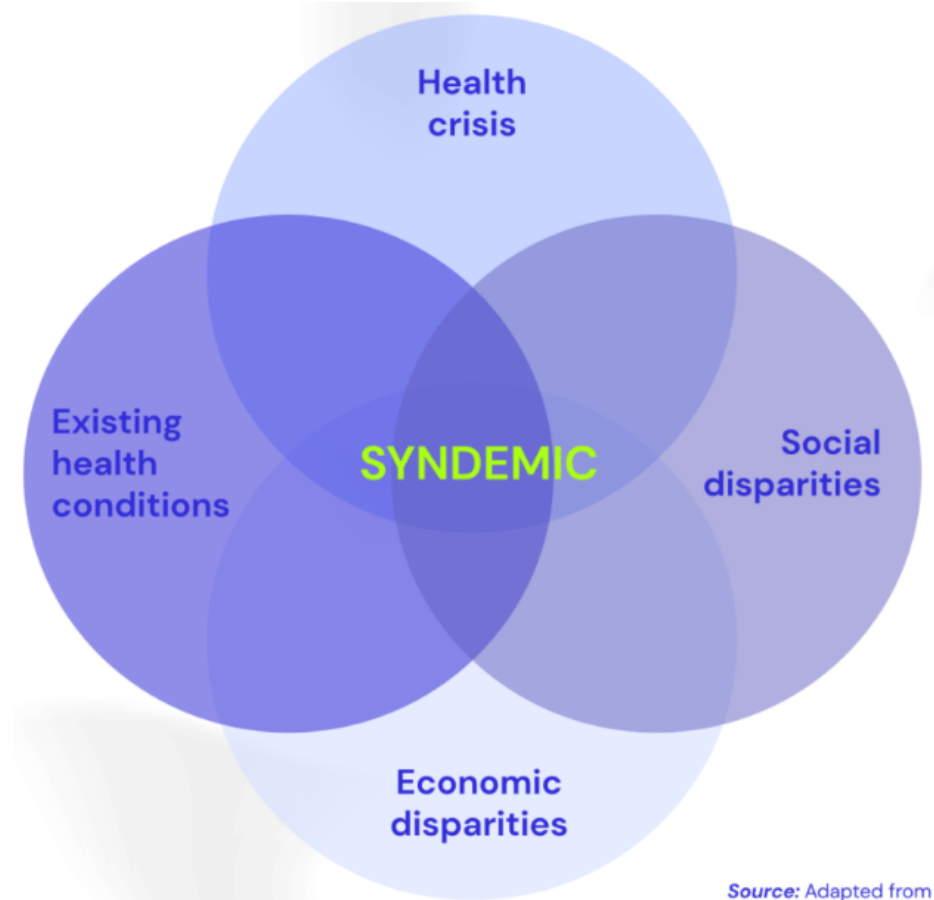 Health
crisis
Existing
health
conditions
SYNDEMIC
Social
disparities
Economic
disparities
Source: Adapted from